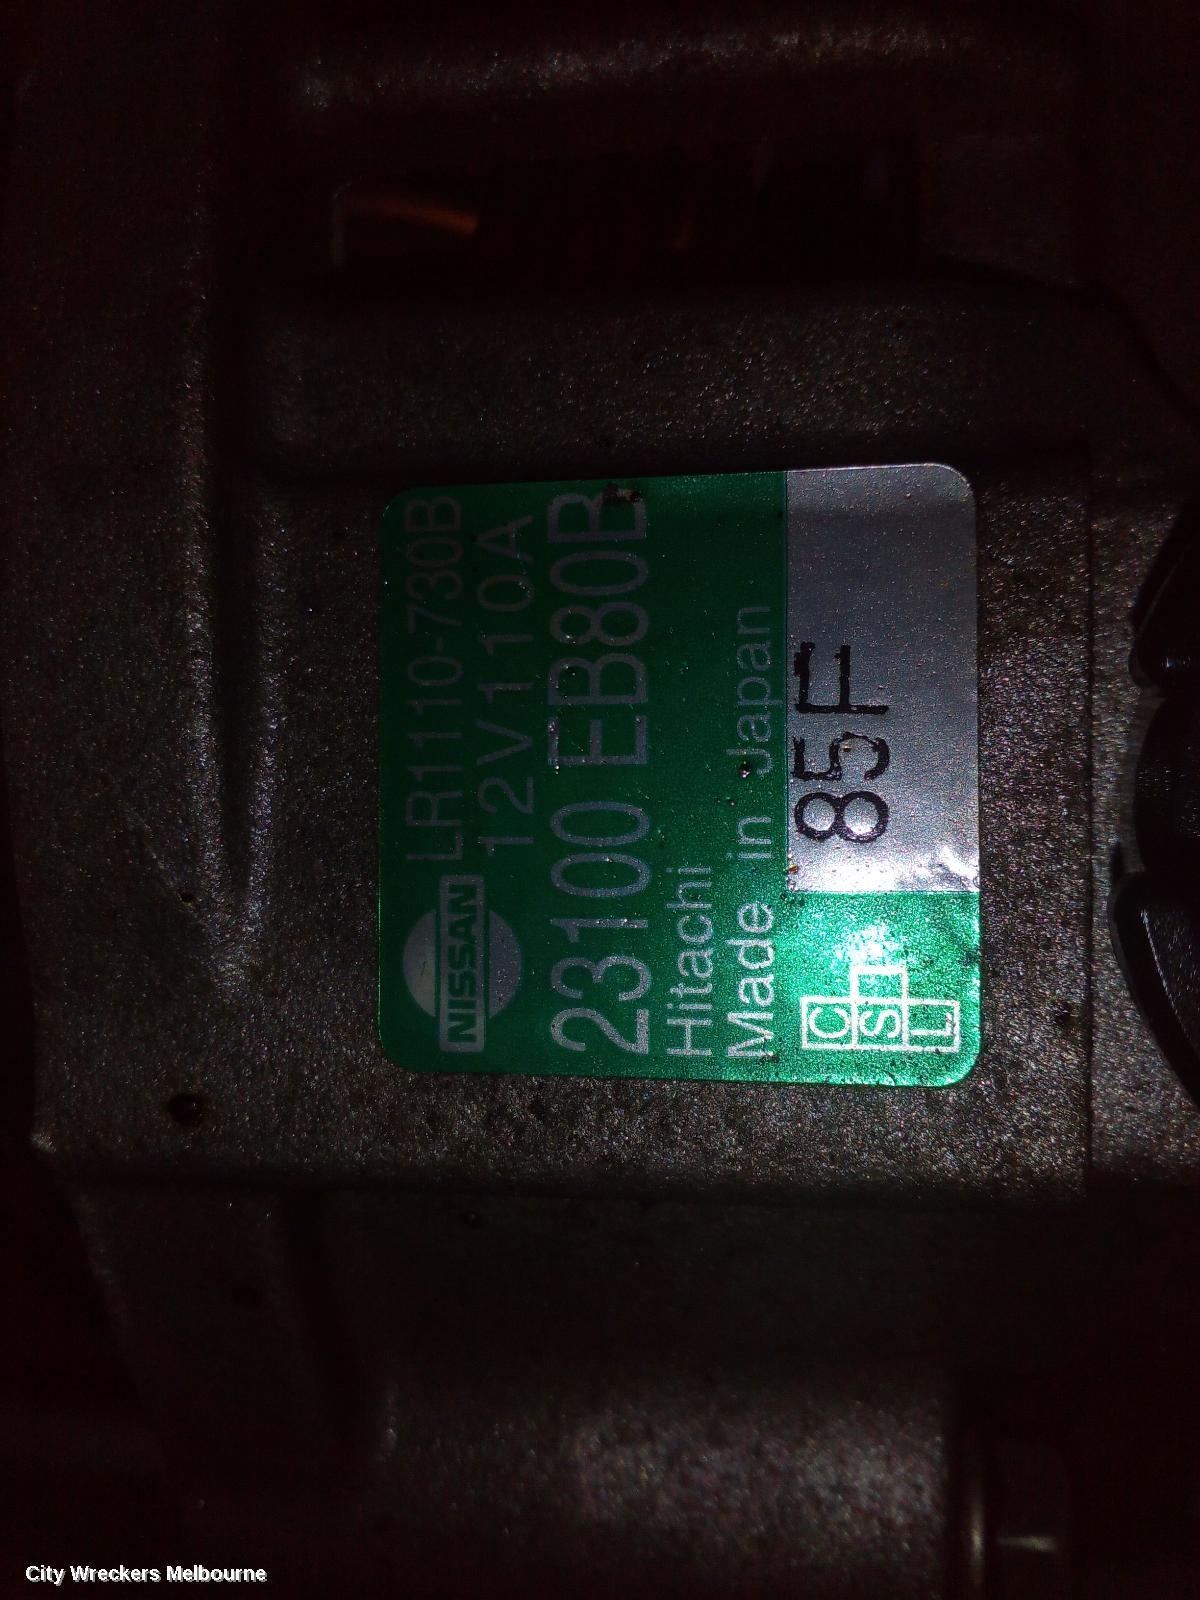 NISSAN
LR1110-730B
12V110A
23100 EB80B
Hitachi
Made in Japan
C
S T
L
85F
City Wreckers Melbourne